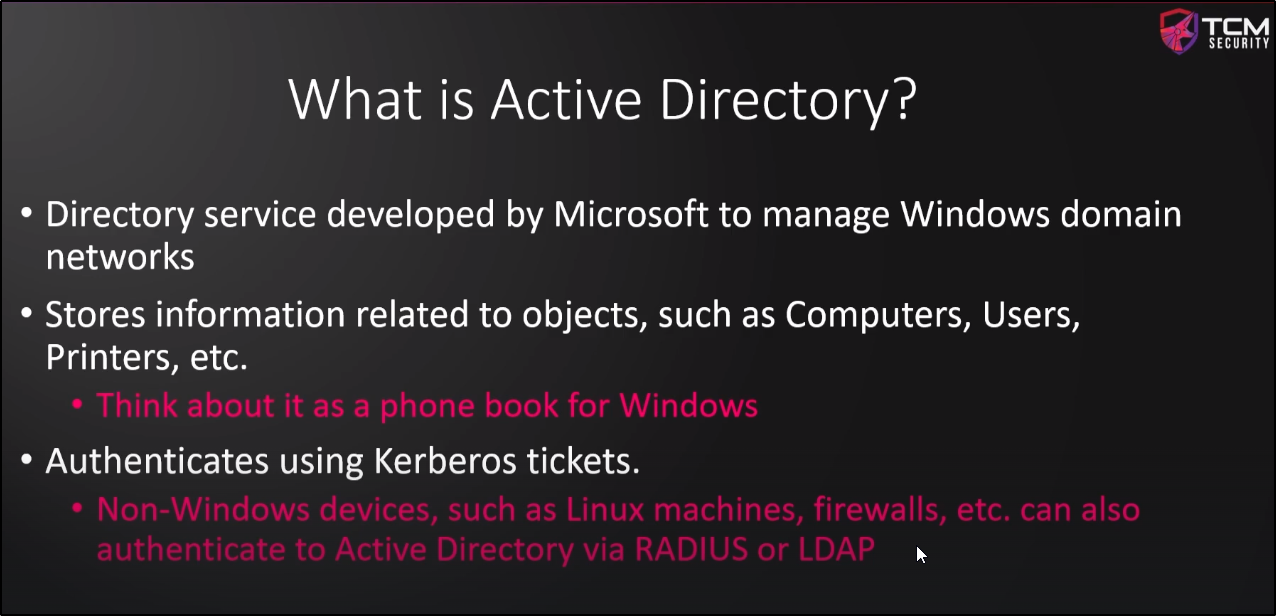 TCM
SECURITY
What is Active Directory?
• Directory service developed by Microsoft to manage Windows domain
networks
• Stores information related to objects, such as Computers, Users,
Printers, etc.
• Think about it as a phone book for Windows
• Authenticates using Kerberos tickets.
• Non-Windows devices, such as Linux machines, firewalls, etc. can also
authenticate to Active Directory via RADIUS or LDAP